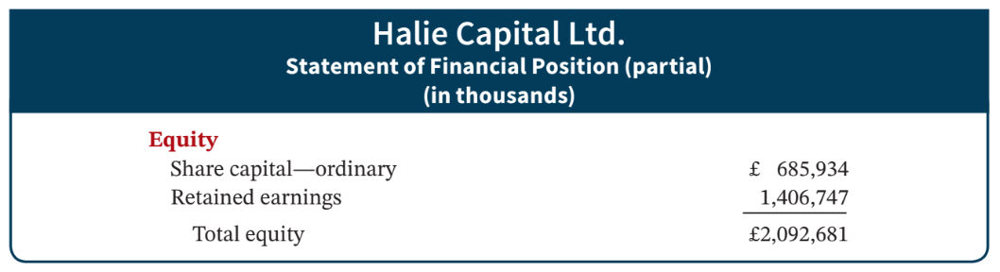 Halie Capital Ltd.
Statement of Financial Position (partial)
(in thousands)
Equity
Share capital—ordinary £ 685,934
Retained earnings 1,406,747
Total equity £2,092,681